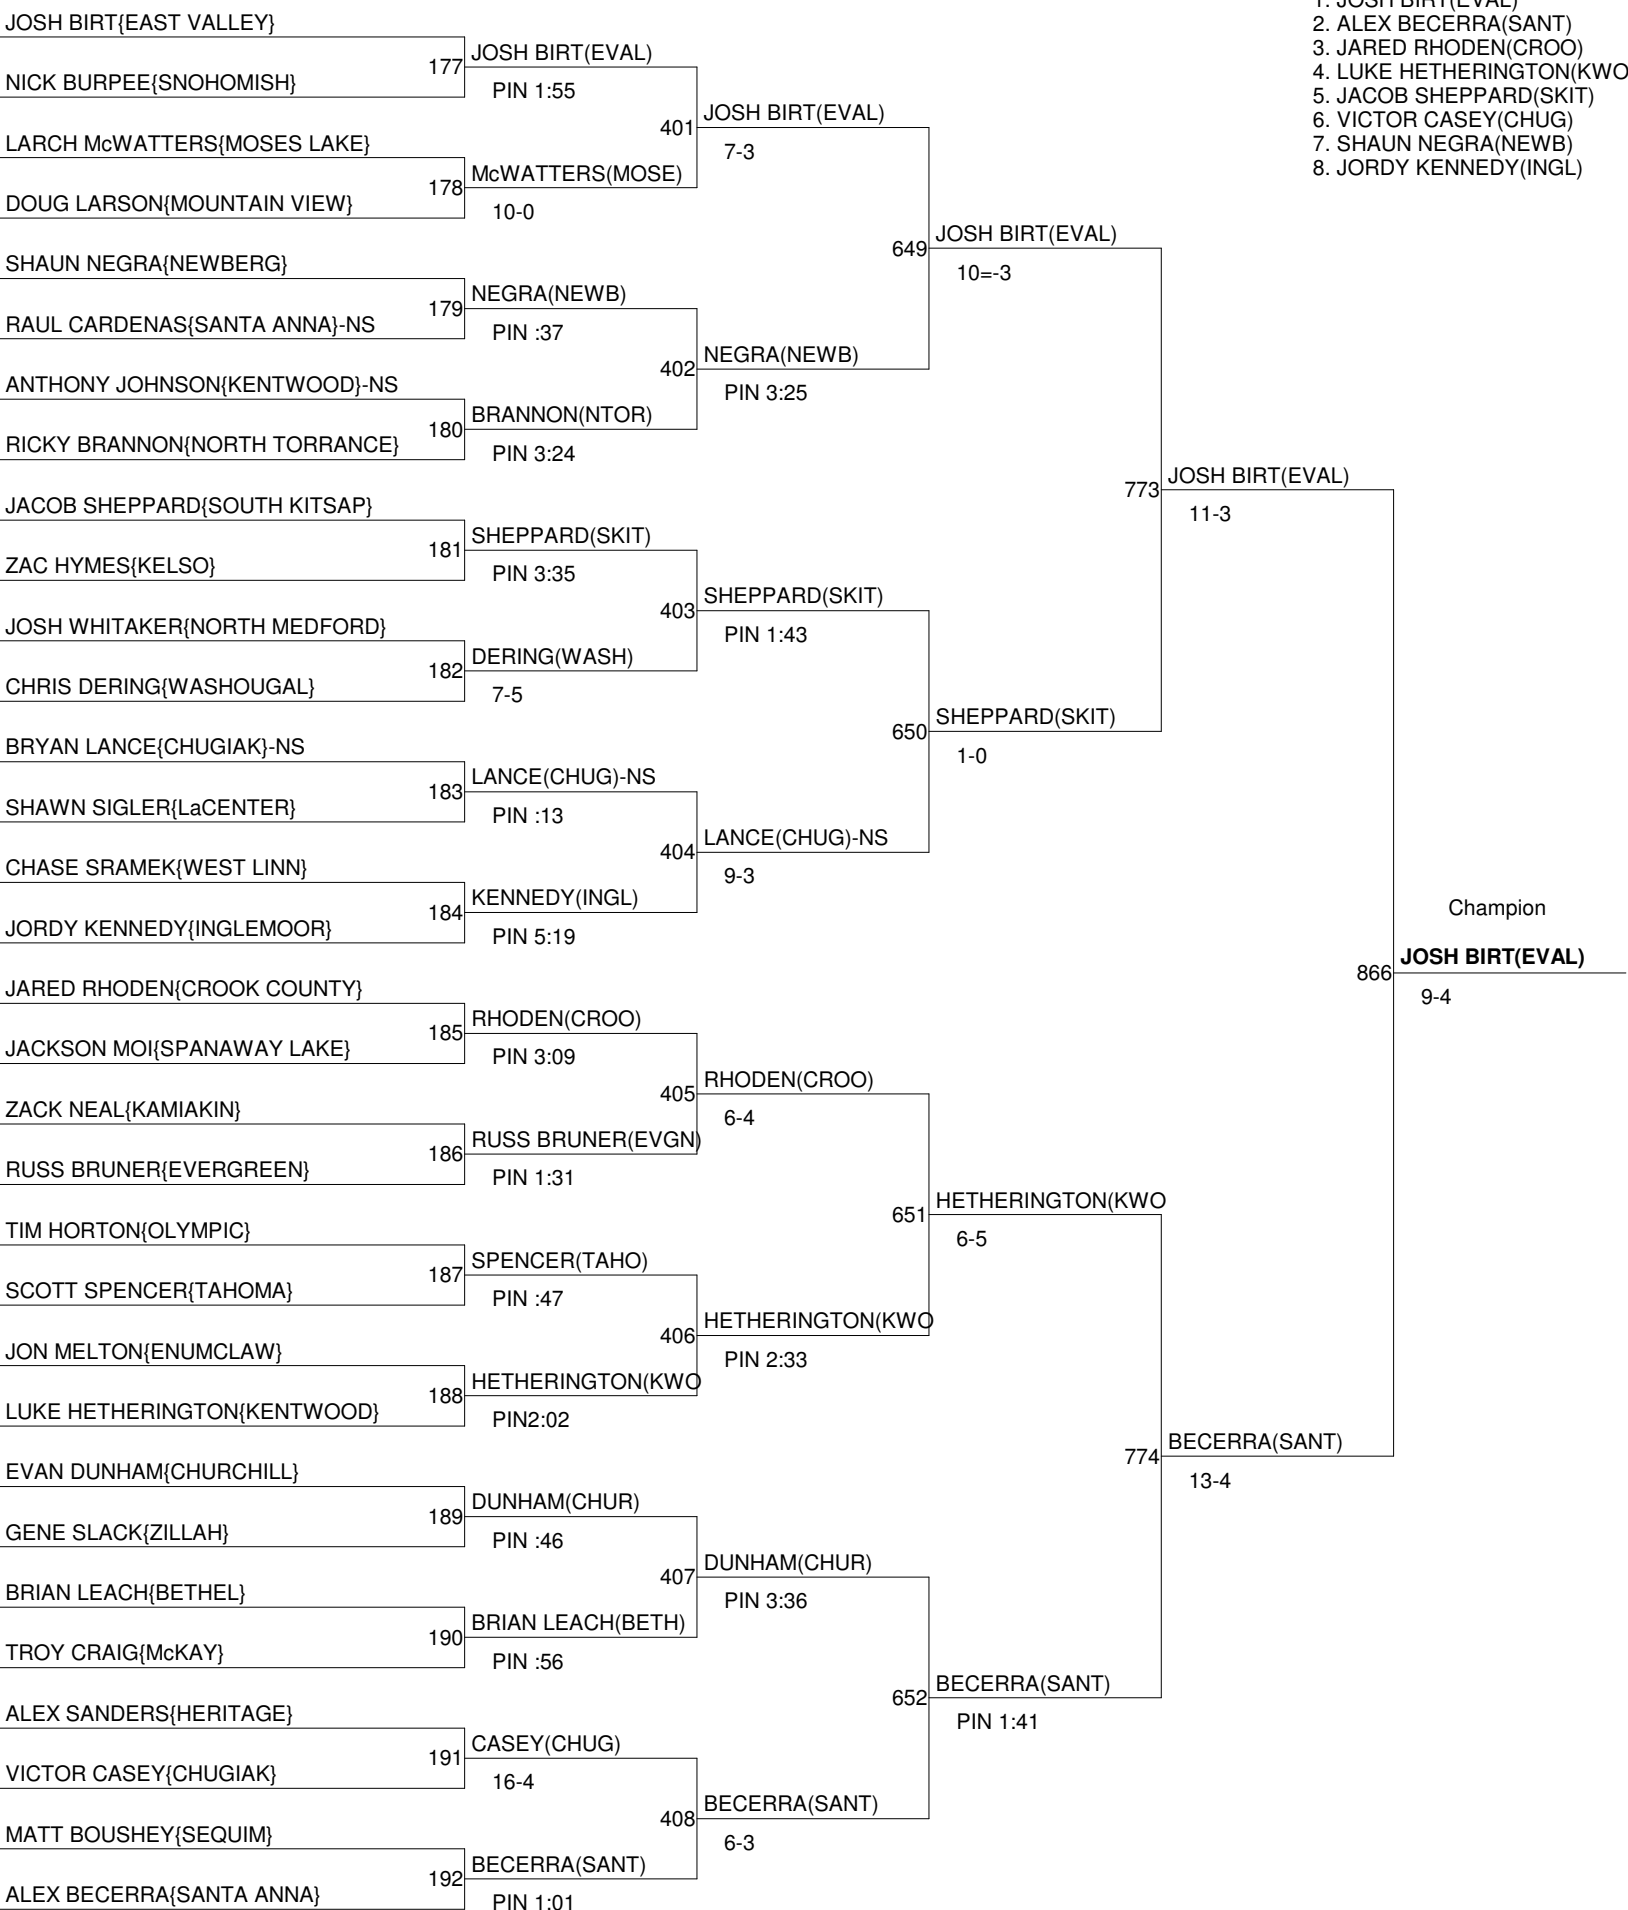 1. JOSH BIRT(EVAL)
2. ALEX BECERRA(SANT)
3. JARED RHODEN(CROO)
4. LUKE HETHERINGTON(KWO
5. JACOB SHEPPARD(SKIT)
6. VICTOR CASEY(CHUG)
7. SHAUN NEGRA(NEWB)
8. JORDY KENNEDY(INGL)
JOSH BIRT{EAST VALLEY}
NICK BURPEE{SNOHOMISH}
LARCH McWATTERS{MOSES LAKE}
DOUG LARSON{MOUNTAIN VIEW}
SHAUN NEGRA{NEWBERG}
RAUL CARDENAS{SANTA ANNA}-NS
ANTHONY JOHNSON{KENTWOOD}-NS
RICKY BRANNON{NORTH TORRANCE}
JACOB SHEPPARD{SOUTH KITSAP}
ZAC HYMES{KELSO}
JOSH WHITAKER{NORTH MEDFORD}
CHRIS DERING{WASHOUGAL}
BRYAN LANCE{CHUGIAK}-NS
SHAWN SIGLER{LaCENTER}
CHASE SRAMEK{WEST LINN}
JORDY KENNEDY{INGLEMOOR}
JARED RHODEN{CROOK COUNTY}
JACKSON MOI{SPANAWAY LAKE}
ZACK NEAL{KAMIAKIN}
RUSS BRUNER{EVERGREEN}
TIM HORTON{OLYMPIC}
SCOTT SPENCER{TAHOMA}
JON MELTON{ENUMCLAW}
LUKE HETHERINGTON{KENTWOOD}
EVAN DUNHAM{CHURCHILL}
GENE SLACK{ZILLAH}
BRIAN LEACH{BETHEL}
TROY CRAIG{McKAY}
ALEX SANDERS{HERITAGE}
VICTOR CASEY{CHUGIAK}
MATT BOUSHEY{SEQUIM}
ALEX BECERRA{SANTA ANNA}
177 JOSH BIRT(EVAL)
PIN 1:55
178 McWATTERS(MOSE)
10-0
179 NEGRA(NEWB)
PIN :37
180 BRANNON(NTOR)
PIN 3:24
181 SHEPPARD(SKIT)
PIN 3:35
182 DERING(WASH)
7-5
183 LANCE(CHUG)-NS
PIN :13
184 KENNEDY(INGL)
PIN 5:19
185 RHODEN(CROO)
PIN 3:09
186 RUSS BRUNER(EVGN)
PIN 1:31
187 SPENCER(TAHO)
PIN :47
188 HETHERINGTON(KWO
PIN2:02
189 DUNHAM(CHUR)
PIN :46
190 BRIAN LEACH(BETH)
PIN :56
191 CASEY(CHUG)
16-4
192 BECERRA(SANT)
PIN 1:01
401 JOSH BIRT(EVAL)
7-3
402 NEGRA(NEWB)
PIN 3:25
403 SHEPPARD(SKIT)
PIN 1:43
404 LANCE(CHUG)-NS
9-3
405 RHODEN(CROO)
6-4
406 HETHERINGTON(KWO
PIN 2:33
407 DUNHAM(CHUR)
PIN 3:36
408 BECERRA(SANT)
6-3
649 JOSH BIRT(EVAL)
10=-3
650 SHEPPARD(SKIT)
1-0
651 HETHERINGTON(KWO
6-5
652 BECERRA(SANT)
PIN 1:41
773 JOSH BIRT(EVAL)
11-3
774 BECERRA(SANT)
13-4
Champion
866 JOSH BIRT(EVAL)
9-4